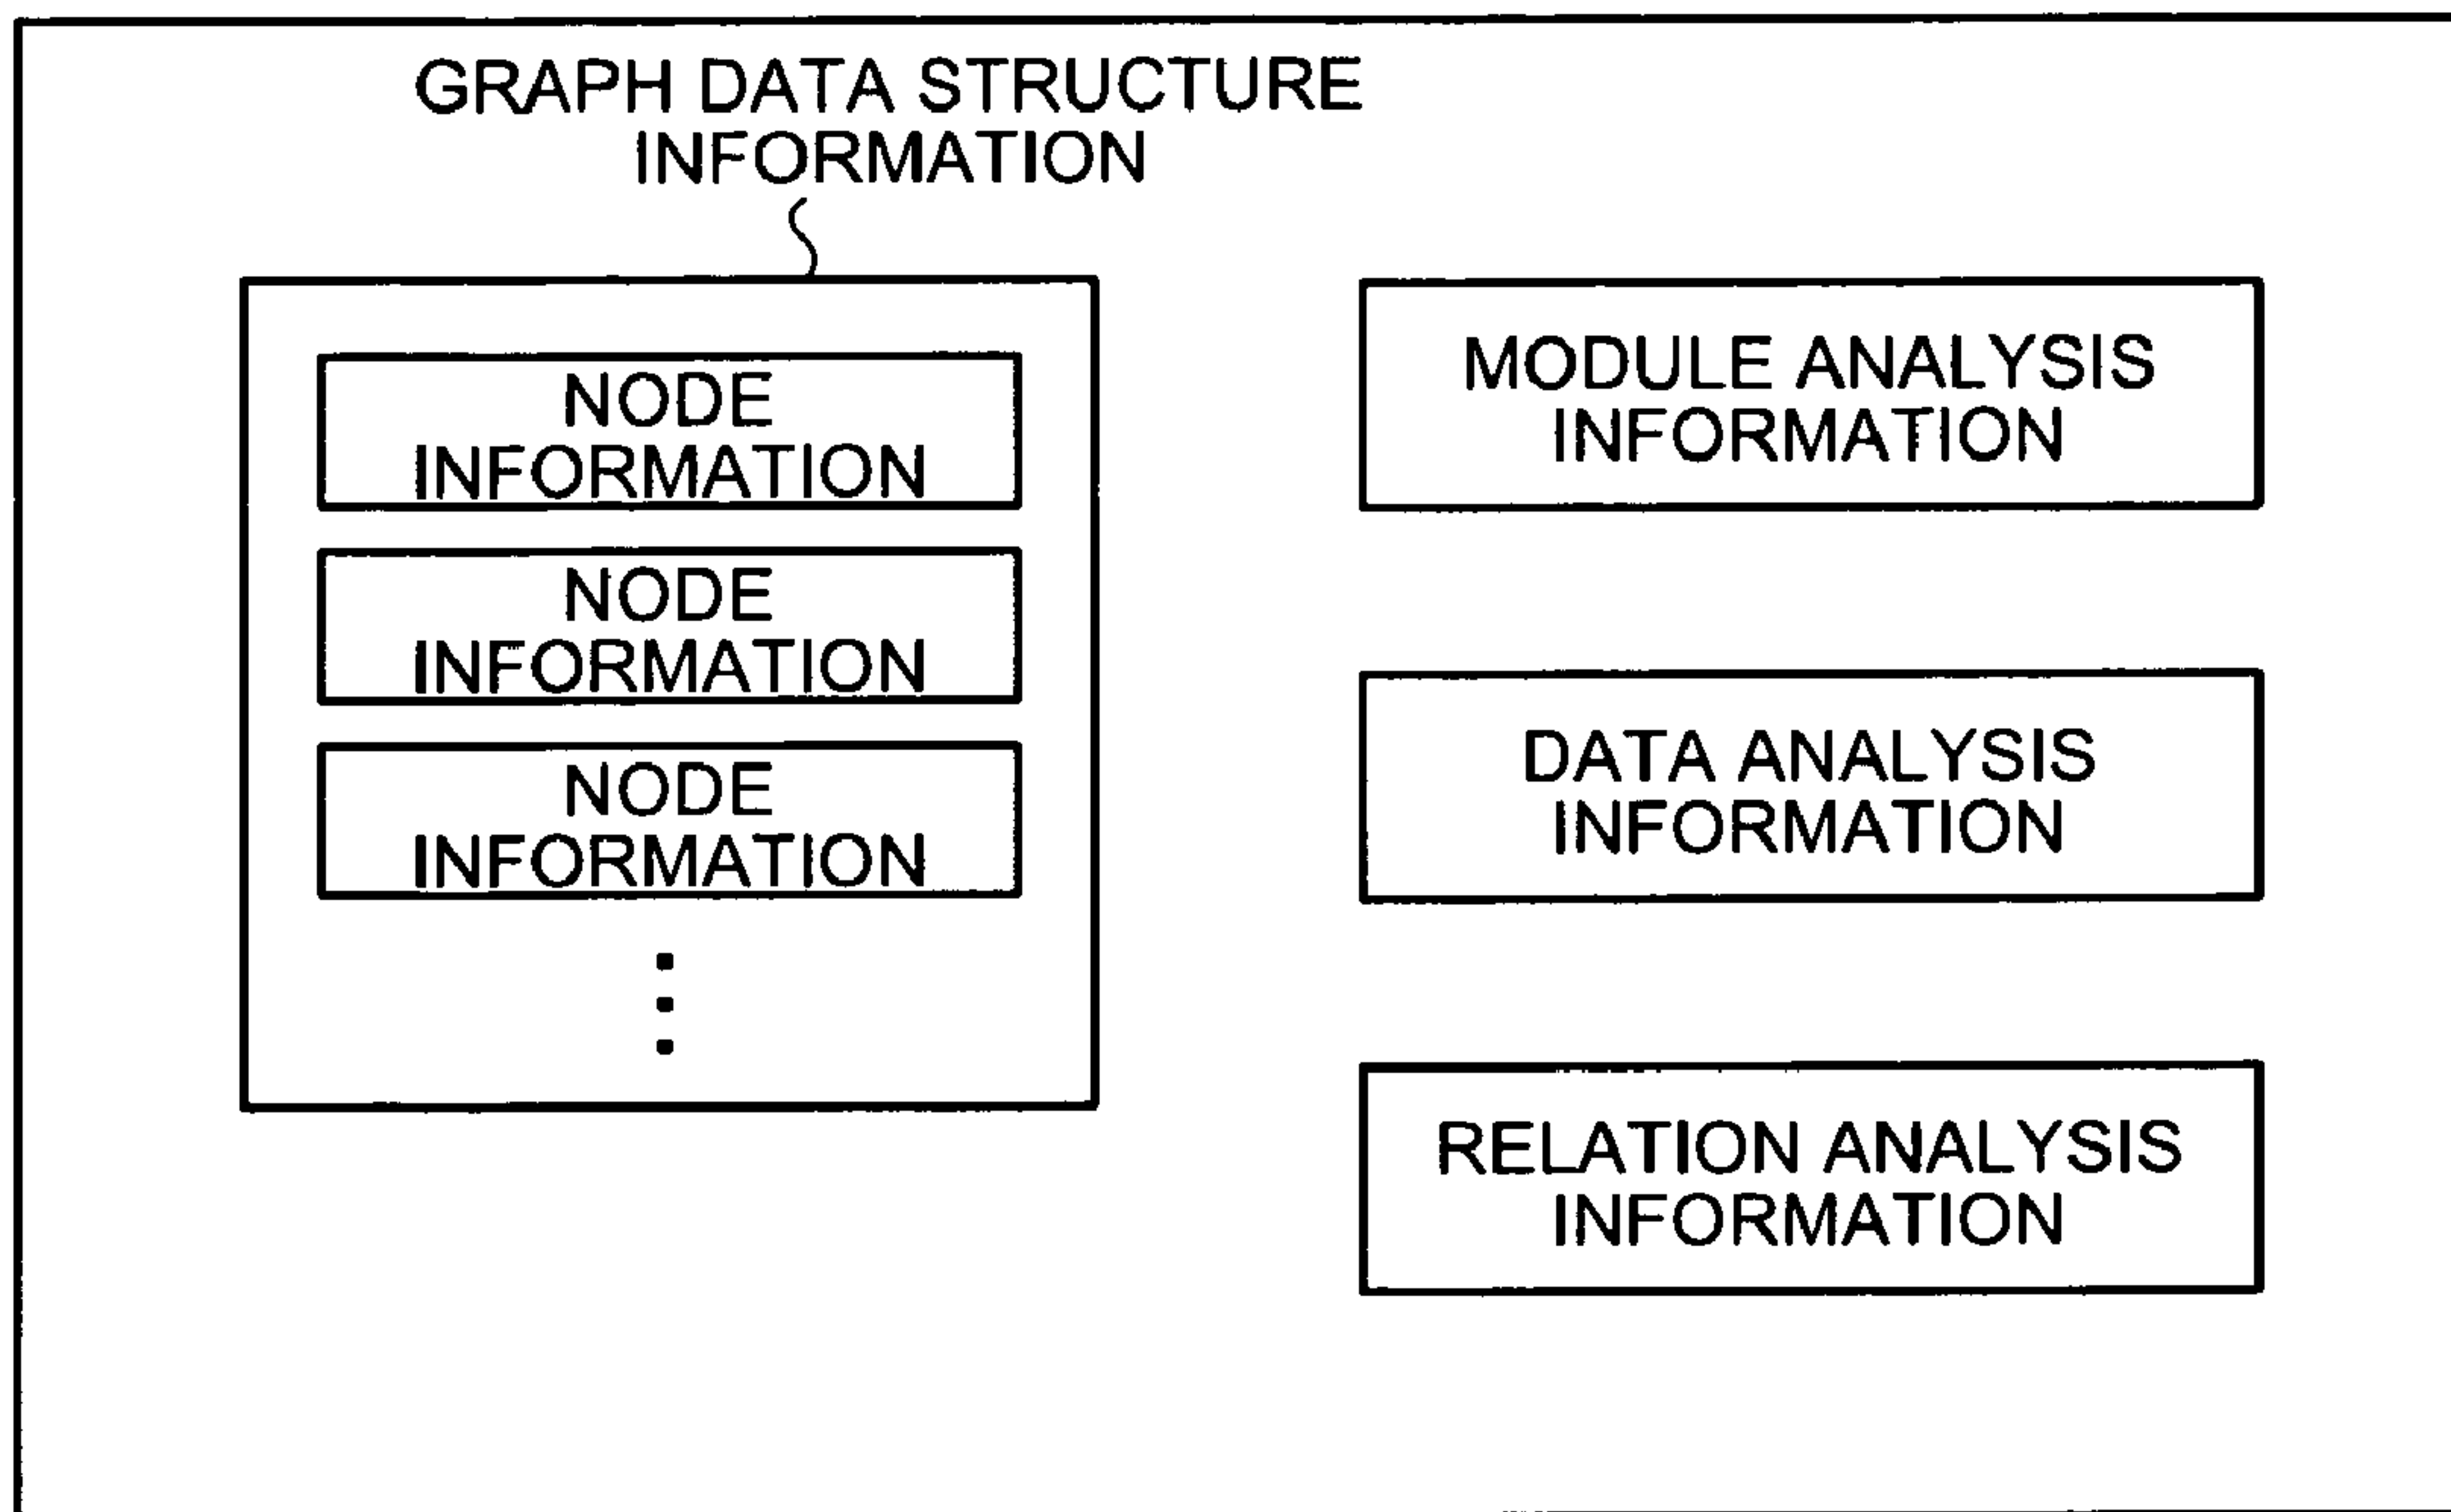 GRAPH DATA STRUCTURE
INFORMATION
NODE
INFORMATION
NODE
INFORMATION
NODE
INFORMATION
MODULE ANALYSIS
INFORMATION
DATA ANALYSIS
INFORMATION
RELATION ANALYSIS
INFORMATION